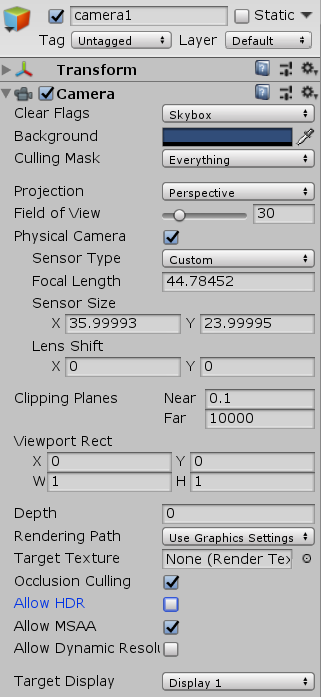 camera1 Static
Tag Untagged Layer Default
Transform
Camera
Clear Flags Skybox
Background
Culling Mask Everything
Projection Perspective
Field of View 30
Physical Camera
Sensor Type Custom
Focal Length 44.78452
Sensor Size
X 35.99993 Y 23.99995
Lens Shift
X 0 Y 0
Clipping Planes Near 0.1
Far 10000
Viewport Rect
X 0 Y 0
W 1 H 1
Depth 0
Rendering Path Use Graphics Settings
Target Texture None (Render Tex
Occlusion Culling
Allow HDR
Allow MSAA
Allow Dynamic Resolu
Target Display Display 1